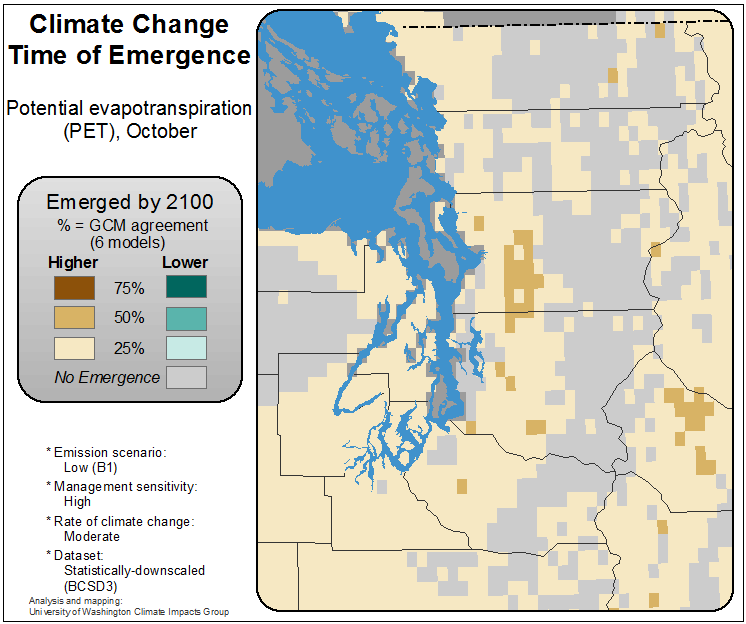 Climate Change
Time of Emergence
Potential evapotranspiration
(PET), October
Emerged by 2100
% = GCM agreement
(6 models)
Higher Lower
75%
50%
25%
No Emergence
* Emission scenario:
Low (B1)
* Management sensitivity:
High
* Rate of climate change:
Moderate
* Dataset:
Statistically-downscaled
(BCSD3)
Analysis and mapping:
University of Washington Climate Impacts Group